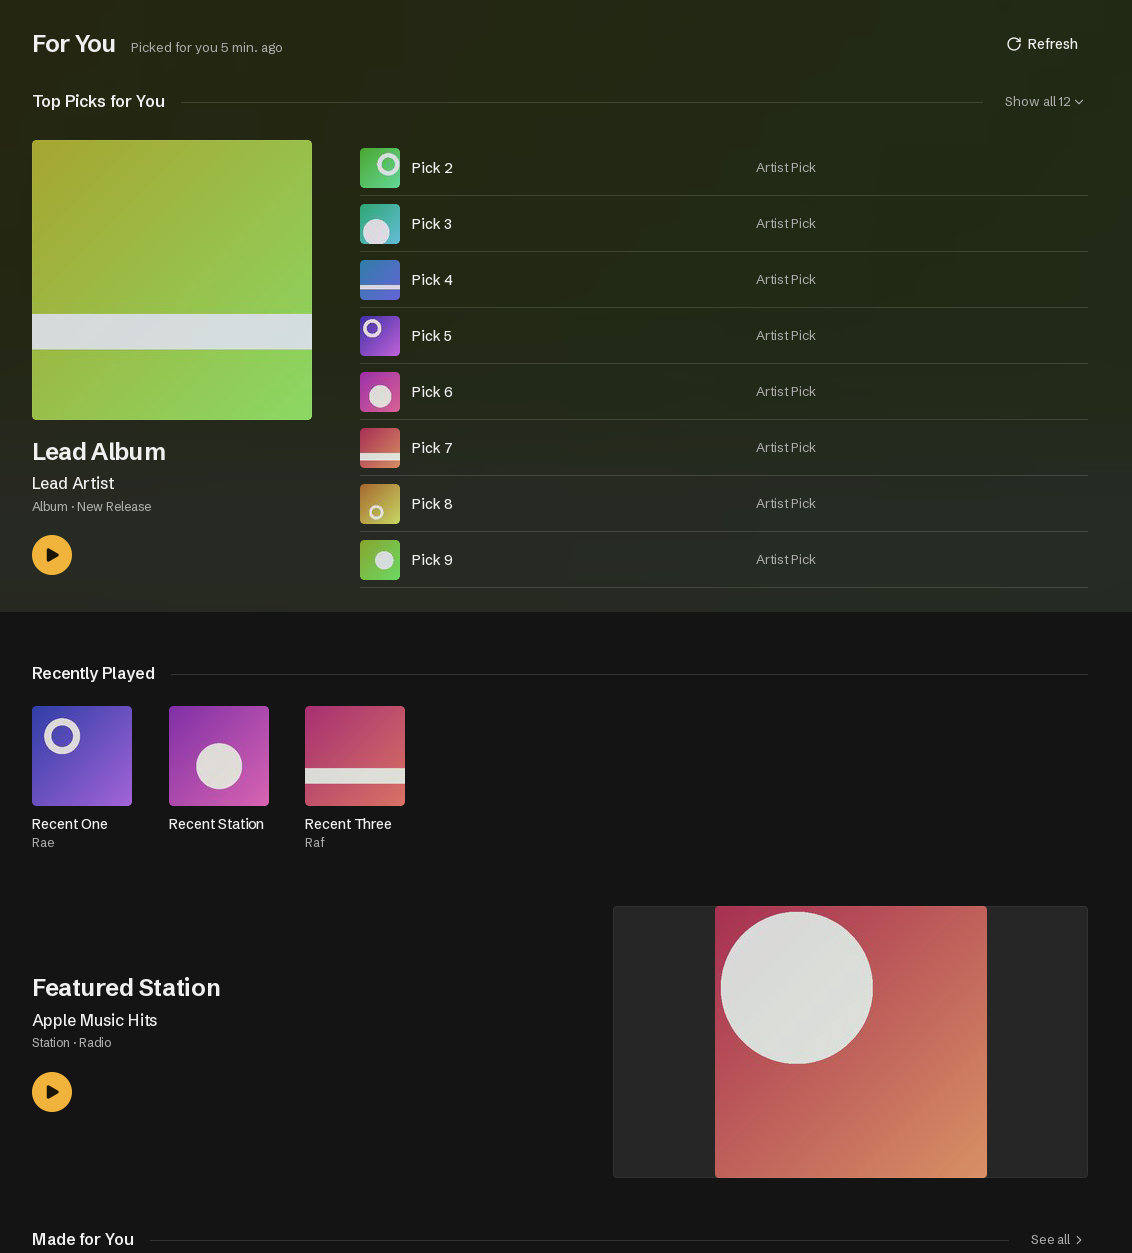 For You
Picked for you 5 min. ago
Refresh
Top Picks for You
Show all 12
Lead Album
Lead Artist
Album · New Release
Pick 2
Artist Pick
Pick 3
Artist Pick
Pick 4
Artist Pick
Pick 5
Artist Pick
Pick 6
Artist Pick
Pick 7
Artist Pick
Pick 8
Artist Pick
Pick 9
Artist Pick
Recently Played
Recent One
Rae
Recent Station
Recent Three
Raf
Featured Station
Apple Music Hits
Station · Radio
Made for You
See all